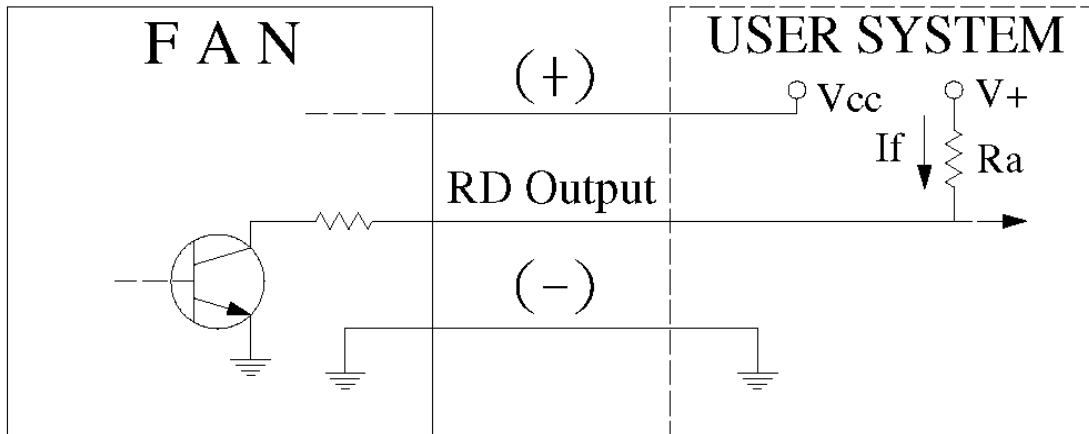 F A N
USER SYSTEM
(+)
Vcc
V+
If
Ra
RD Output
(−)